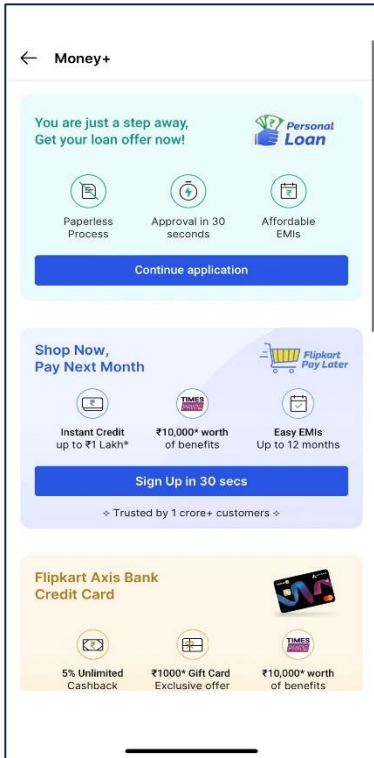 Money+
You are just a step away,
Get your loan offer now!
Personal
Loan
Paperless
Process
Approval in 30
seconds
Affordable
EMIs
Continue application
Shop Now,
Pay Next Month
Flipkart
Pay Later
TIMES
PRIME
Instant Credit
up to ₹1 Lakh*
₹10,000* worth
of benefits
Easy EMIs
Up to 12 months
Sign Up in 30 secs
✧ Trusted by 1 crore+ customers ✧
Flipkart Axis Bank
Credit Card
TIMES
PRIME
5% Unlimited
Cashback
₹1000* Gift Card
Exclusive offer
₹10,000* worth
of benefits